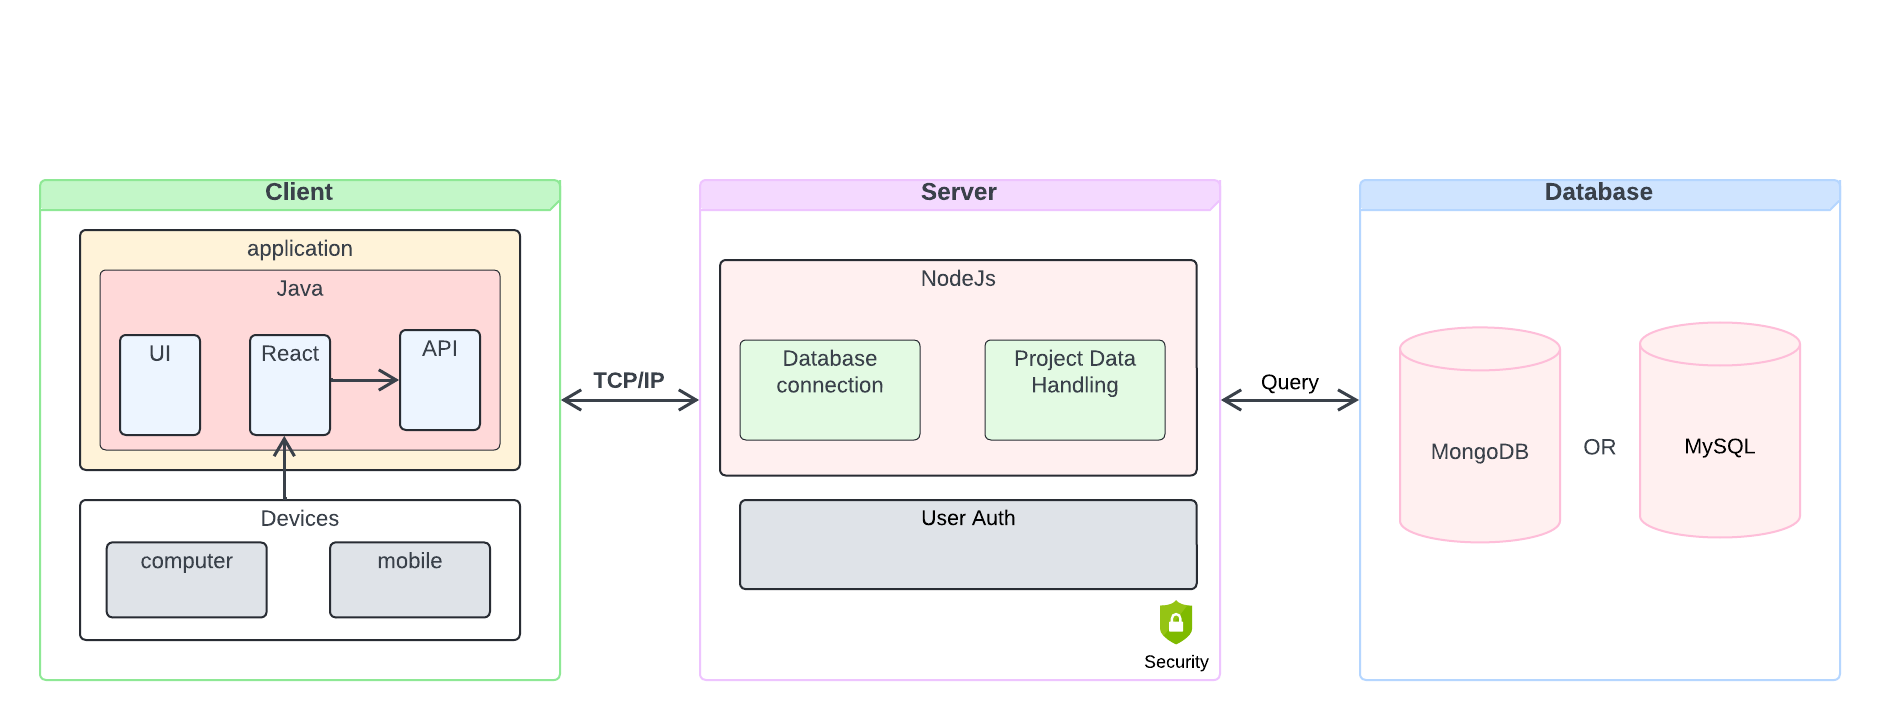 Client
application
Java
UI
React
API
Devices
computer
mobile
TCP/IP
Server
NodeJs
Database
connection
Project Data
Handling
User Auth
Security
Query
Database
MongoDB
OR
MySQL